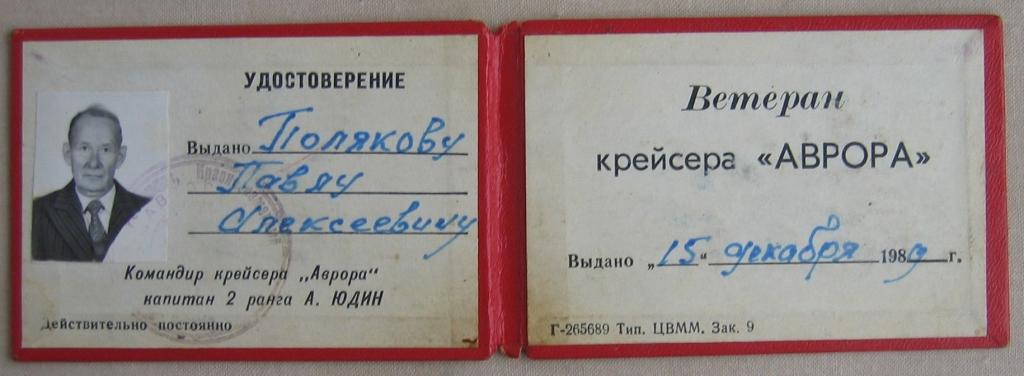 УДОСТОВЕРЕНИЕ
Выдано Полякову
Павлу
Алексеевичу
Командир крейсера „Аврора“
капитан 2 ранга А. ЮДИН
Действительно постоянно
Ветеран
крейсера «АВРОРА»
Выдано „15“ декабря 1989 г.
Г-265689 Тип. ЦВММ. Зак. 9